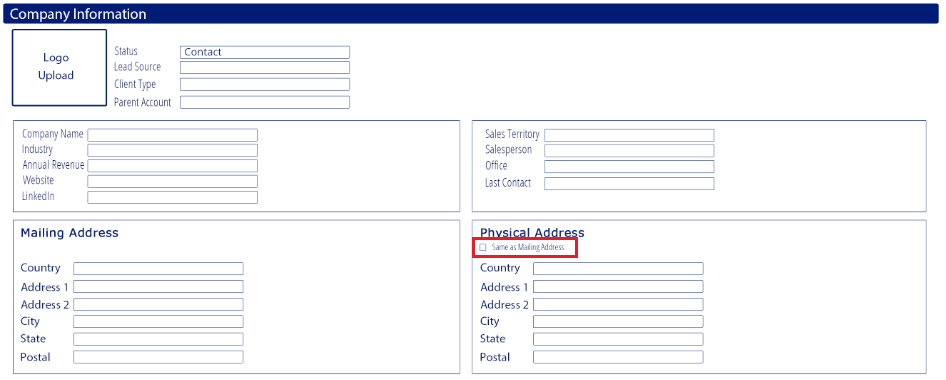 Company Information
Logo
Upload
Status
Contact
Lead Source
Client Type
Parent Account
Company Name
Industry
Annual Revenue
Website
LinkedIn
Sales Territory
Salesperson
Office
Last Contact
Mailing Address
Country
Address 1
Address 2
City
State
Postal
Physical Address
Same as Mailing Address
Country
Address 1
Address 2
City
State
Postal